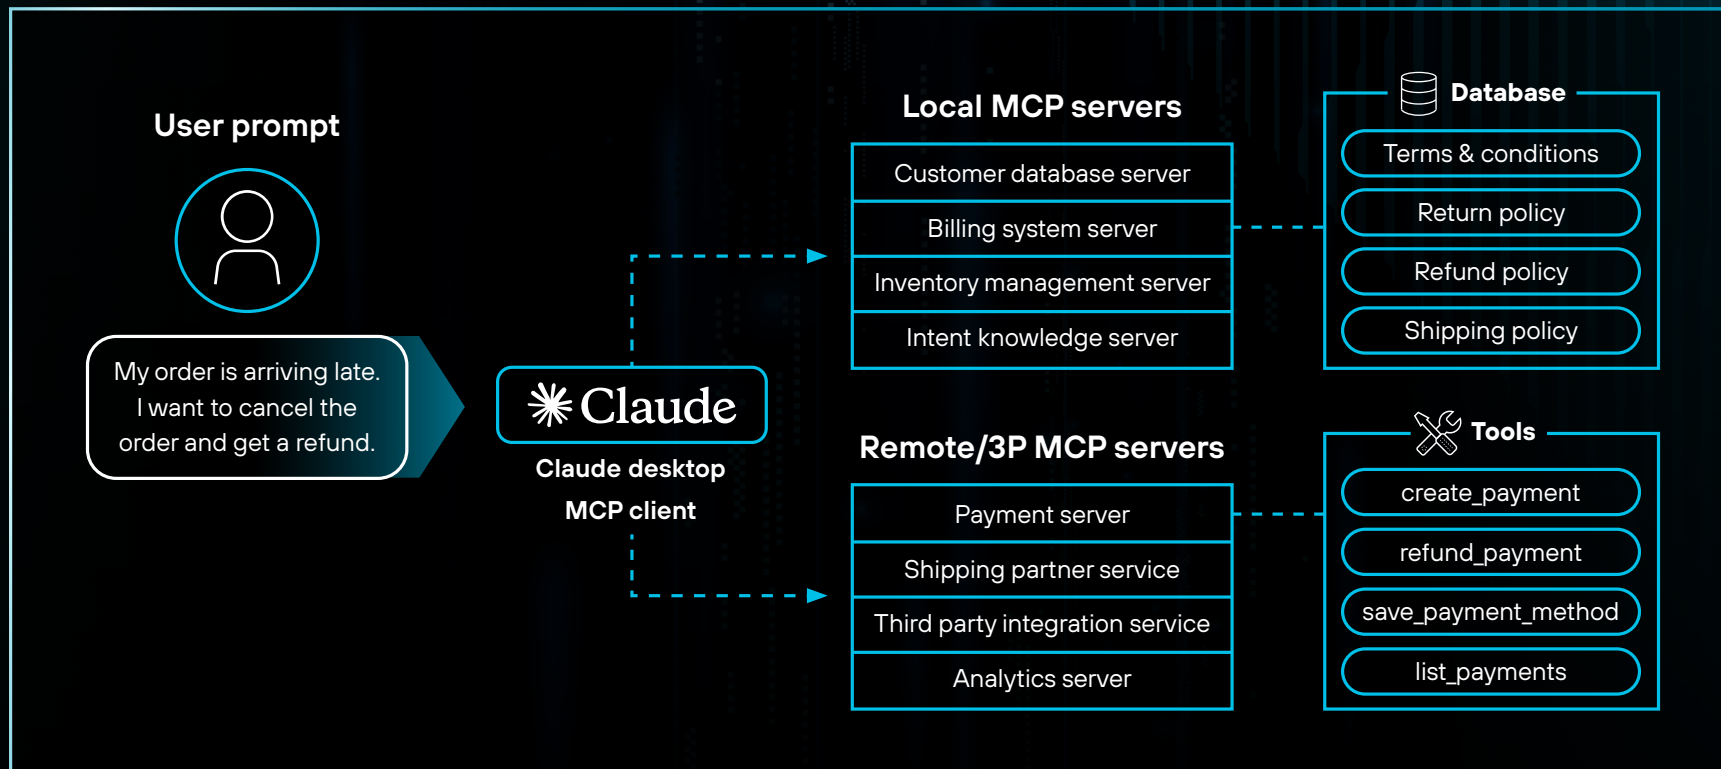 User prompt
My order is arriving late.
I want to cancel the
order and get a refund.
Claude
Claude desktop
MCP client
Local MCP servers
Customer database server
Billing system server
Inventory management server
Intent knowledge server
Database
Terms & conditions
Return policy
Refund policy
Shipping policy
Remote/3P MCP servers
Payment server
Shipping partner service
Third party integration service
Analytics server
Tools
create_payment
refund_payment
save_payment_method
list_payments